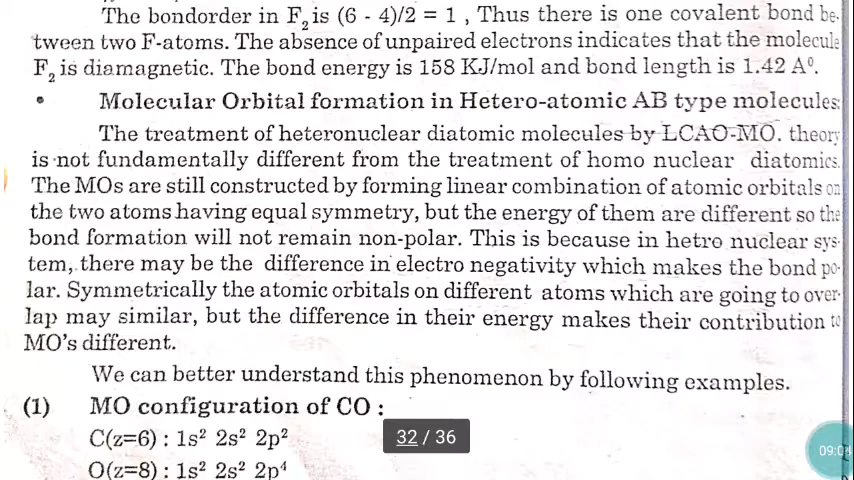 The bondorder in F2 is (6 - 4)/2 = 1 , Thus there is one covalent bond be-
tween two F-atoms. The absence of unpaired electrons indicates that the molecule
F2 is diamagnetic. The bond energy is 158 KJ/mol and bond length is 1.42 A⁰.
• Molecular Orbital formation in Hetero-atomic AB type molecules:
The treatment of heteronuclear diatomic molecules by LCAO-MO. theory
is not fundamentally different from the treatment of homo nuclear diatomics.
The MOs are still constructed by forming linear combination of atomic orbitals on
the two atoms having equal symmetry, but the energy of them are different so the
bond formation will not remain non-polar. This is because in hetro nuclear sys-
tem, there may be the difference in electro negativity which makes the bond po-
lar. Symmetrically the atomic orbitals on different atoms which are going to over-
lap may similar, but the difference in their energy makes their contribution to
MO's different.
We can better understand this phenomenon by following examples.
(1) MO configuration of CO :
C(z=6) : 1s² 2s² 2p²
32 / 36
O(z=8) : 1s² 2s² 2p⁴